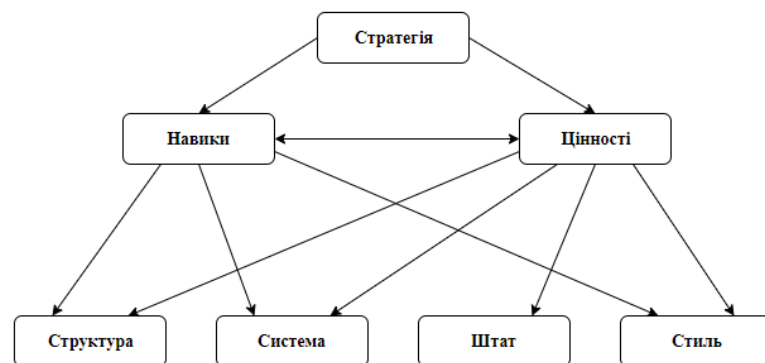 Стратегія
Навики
Цінності
Структура
Система
Штат
Стиль